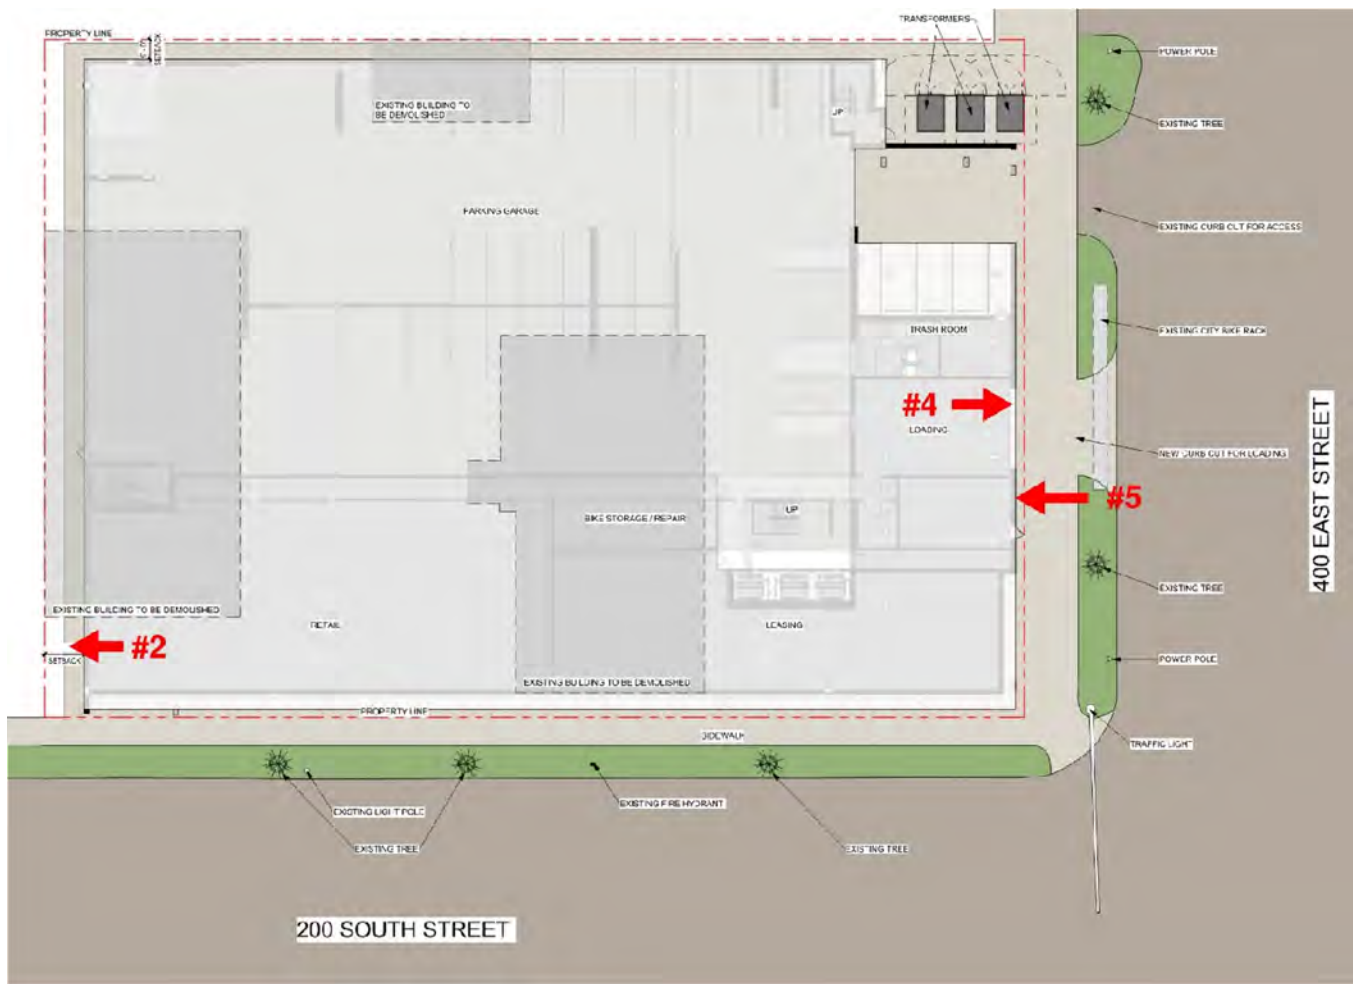 TRANSFORMERS
PROPERTY LINE
SETBACK
POWER POLE
EXISTING BUILDING TO
BE DEMOLISHED
UP
EXISTING TREE
PARKING GARAGE
EXISTING CURB CUT FOR ACCESS
TRASH ROOM
EXISTING CITY BIKE RACK
#4
LOADING
400 EAST STREET
NEW CURB CUT FOR LOADING
#5
BIKE STORAGE / REPAIR
UP
EXISTING TREE
EXISTING BUILDING TO BE DEMOLISHED
RETAIL
LEASING
#2
SETBACK
POWER POLE
EXISTING BUILDING TO BE DEMOLISHED
PROPERTY LINE
SIDEWALK
TRAFFIC LIGHT
EXISTING LIGHT POLE
EXISTING FIRE HYDRANT
EXISTING TREE
EXISTING TREE
200 SOUTH STREET